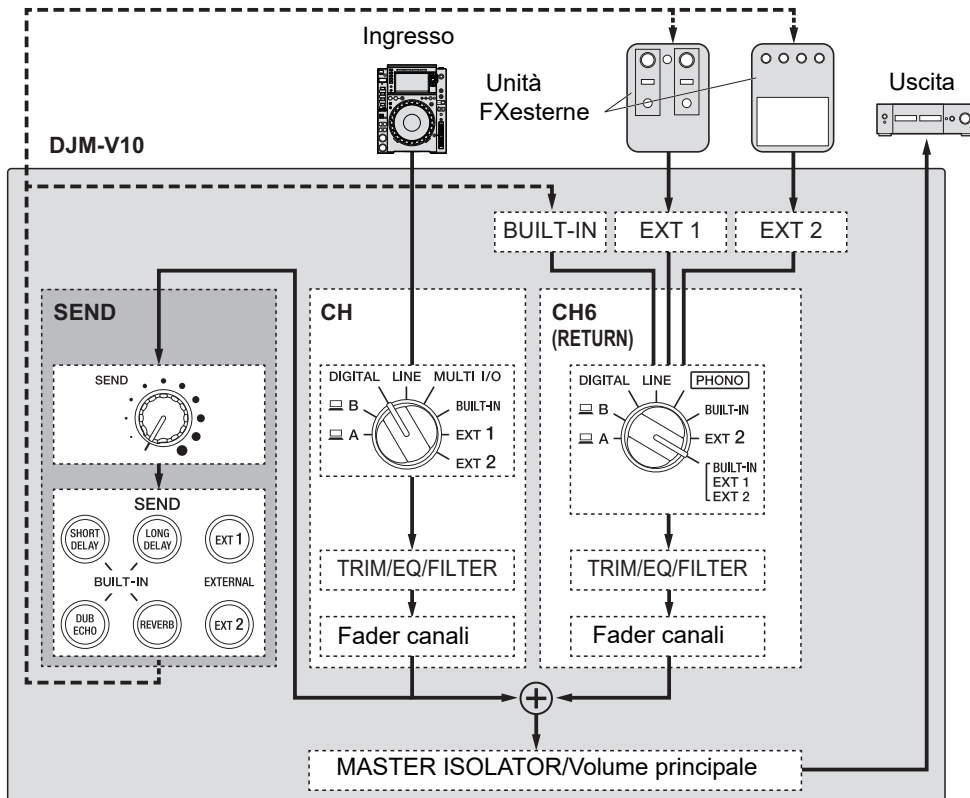 Ingresso
Unità
FXesterne
Uscita
DJM-V10
BUILT-IN
EXT 1
EXT 2
SEND
SEND
SEND
SHORT
DELAY
LONG
DELAY
EXT 1
BUILT-IN
EXTERNAL
DUB
ECHO
REVERB
EXT 2
CH
DIGITAL LINE MULTI I/O
B
BUILT-IN
A
EXT 1
EXT 2
TRIM/EQ/FILTER
Fader canali
CH6
(RETURN)
DIGITAL LINE PHONO
B
BUILT-IN
A
EXT 2
BUILT-IN
EXT 1
EXT 2
TRIM/EQ/FILTER
Fader canali
MASTER ISOLATOR/Volume principale